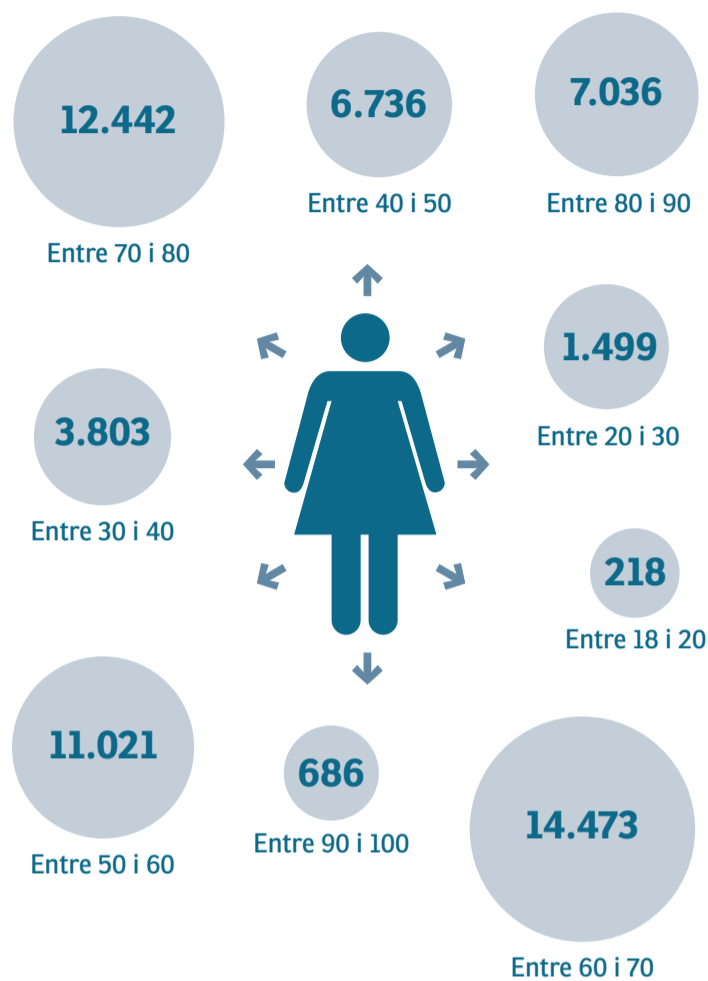 12.442
Entre 70 i 80
6.736
Entre 40 i 50
7.036
Entre 80 i 90
1.499
Entre 20 i 30
3.803
Entre 30 i 40
218
Entre 18 i 20
11.021
Entre 50 i 60
686
Entre 90 i 100
14.473
Entre 60 i 70